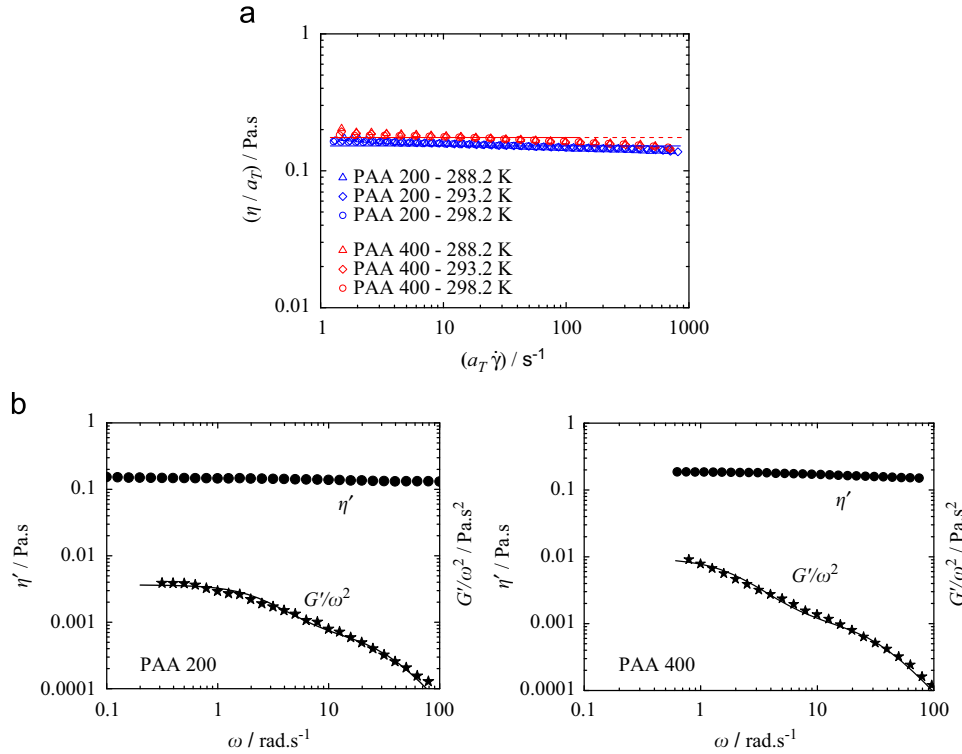 a
1
0.1
0.01
(η / a_T) / Pa.s
△ PAA 200 - 288.2 K
◇ PAA 200 - 293.2 K
○ PAA 200 - 298.2 K
△ PAA 400 - 288.2 K
◇ PAA 400 - 293.2 K
○ PAA 400 - 298.2 K
1 10 100 1000
(a_T γ̇) / s⁻¹
b
1
0.1
0.01
0.001
0.0001
η′ / Pa.s
η′
G′/ω²
PAA 200
G′/ω² / Pa.s²
0.1 1 10 100
ω / rad.s⁻¹
1
0.1
0.01
0.001
0.0001
η′ / Pa.s
η′
G′/ω²
PAA 400
G′/ω² / Pa.s²
0.1 1 10 100
ω / rad.s⁻¹